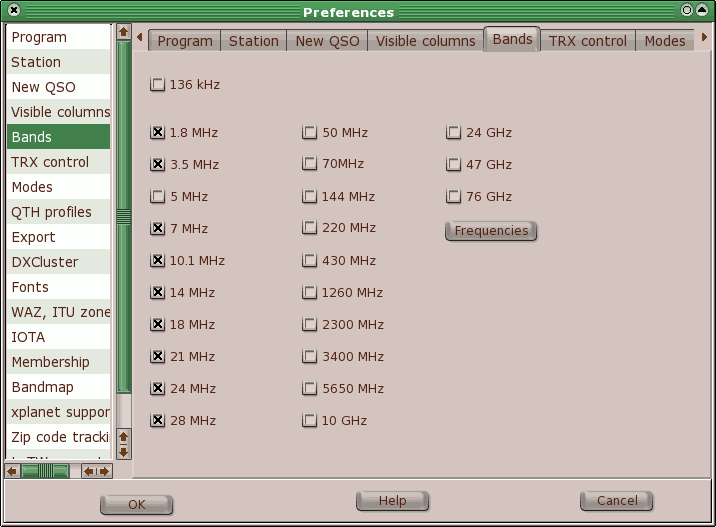 Preferences
Program
Station
New QSO
Visible columns
Bands
TRX control
Modes
QTH profiles
Export
DXCluster
Fonts
WAZ, ITU zone
IOTA
Membership
Bandmap
xplanet suppor
Zip code tracki
Program Station New QSO Visible columns Bands TRX control Modes
136 kHz
1.8 MHz
3.5 MHz
5 MHz
7 MHz
10.1 MHz
14 MHz
18 MHz
21 MHz
24 MHz
28 MHz
50 MHz
70MHz
144 MHz
220 MHz
430 MHz
1260 MHz
2300 MHz
3400 MHz
5650 MHz
10 GHz
24 GHz
47 GHz
76 GHz
Frequencies
OK Help Cancel